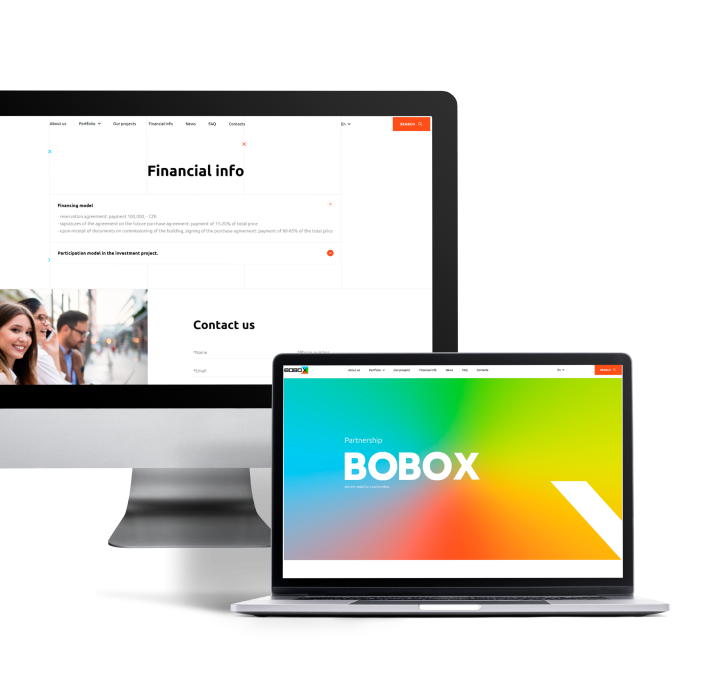 About us Portfolio Our projects Financial info News FAQ Contacts En SEARCH
Financial info
Financing model
- reservation agreement: payment 100,000, - CZK
- signatures of the agreement on the future purchase agreement: payment of 15-20% of total price
- upon receipt of documents on commissioning of the building, signing of the purchase agreement: payment of 80-85% of the total price
Participation model in the investment project.
Contact us
*Name
*Email
BOBOX About us Portfolio Our projects Financial info News FAQ Contacts En SEARCH
Partnership
BOBOX